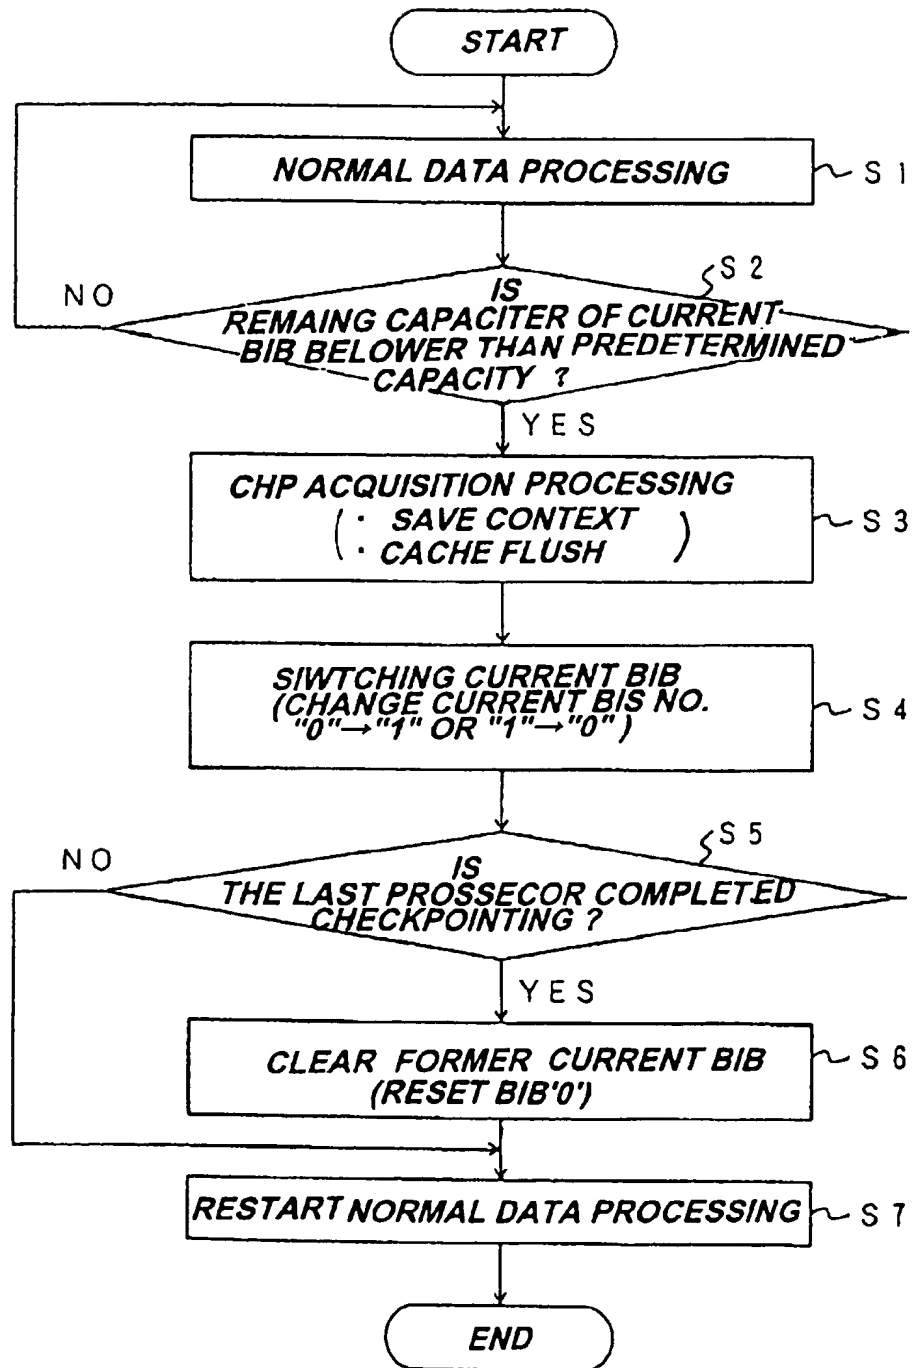 START
NORMAL DATA PROCESSING
S 1
S 2
NO
IS
REMAING CAPACITER OF CURRENT
BIB BELOWER THAN PREDETERMINED
CAPACITY ?
YES
CHP ACQUISITION PROCESSING
( · SAVE CONTEXT
· CACHE FLUSH )
S 3
SIWTCHING CURRENT BIB
(CHANGE CURRENT BIS NO.
"0"→"1" OR "1"→"0")
S 4
S 5
NO
IS
THE LAST PROSSECOR COMPLETED
CHECKPOINTING ?
YES
CLEAR FORMER CURRENT BIB
(RESET BIB'0')
S 6
RESTART NORMAL DATA PROCESSING
S 7
END